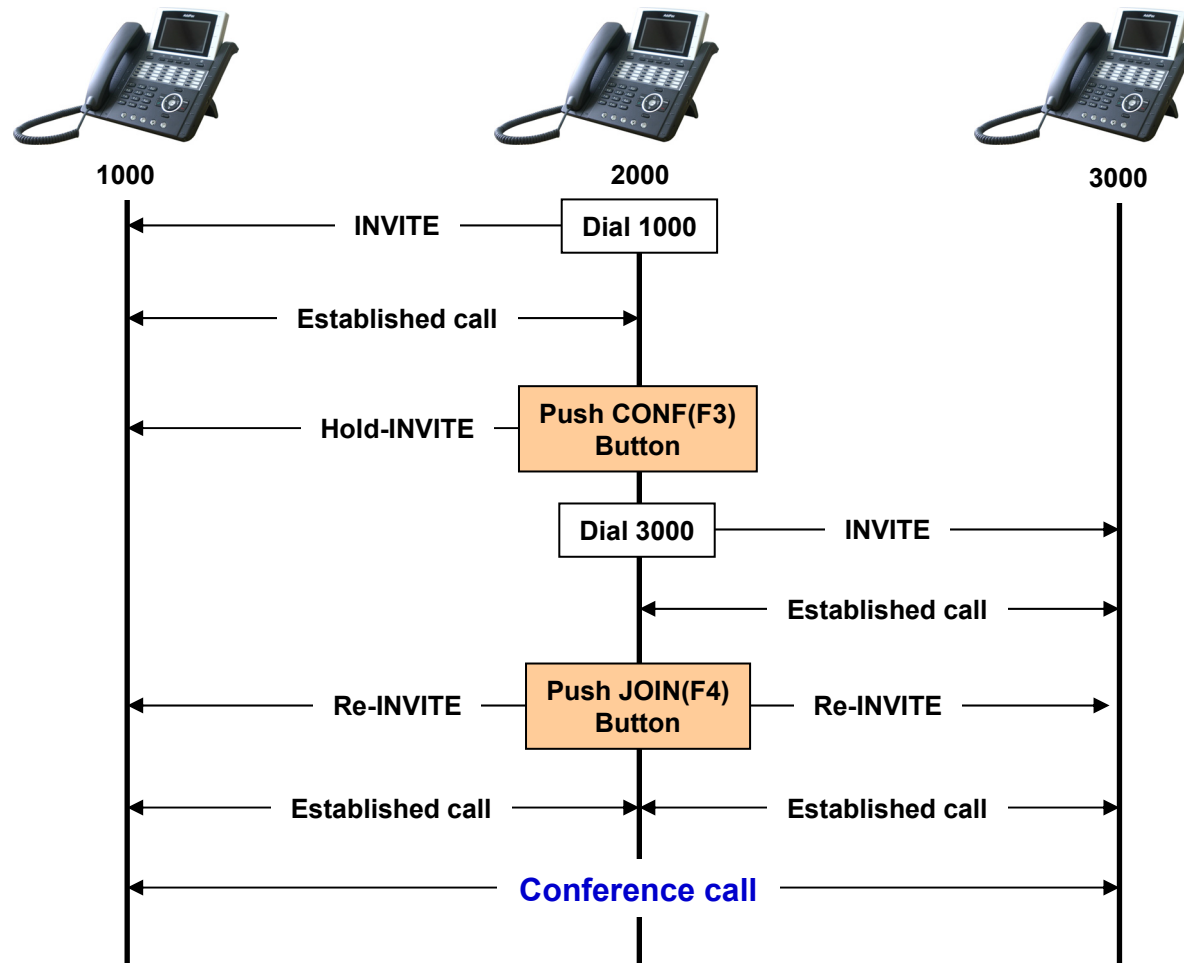 1000
2000
3000
INVITE
Dial 1000
Established call
Hold-INVITE
Push CONF(F3)
Button
Dial 3000
INVITE
Established call
Re-INVITE
Push JOIN(F4)
Button
Re-INVITE
Established call
Established call
Conference call